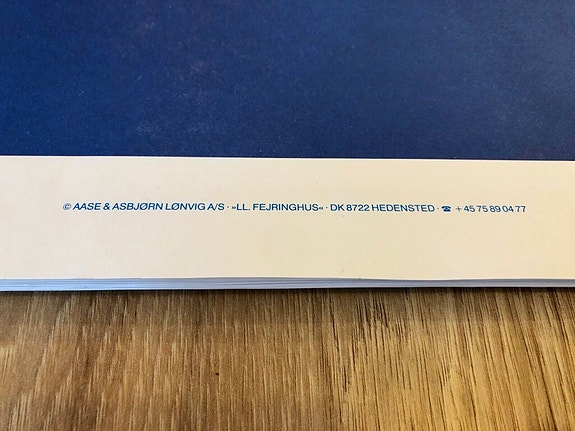 © AASE & ASBJØRN LØNVIG A/S · »LL. FEJRINGHUS« · DK 8722 HEDENSTED · ☎ +45 75 89 04 77